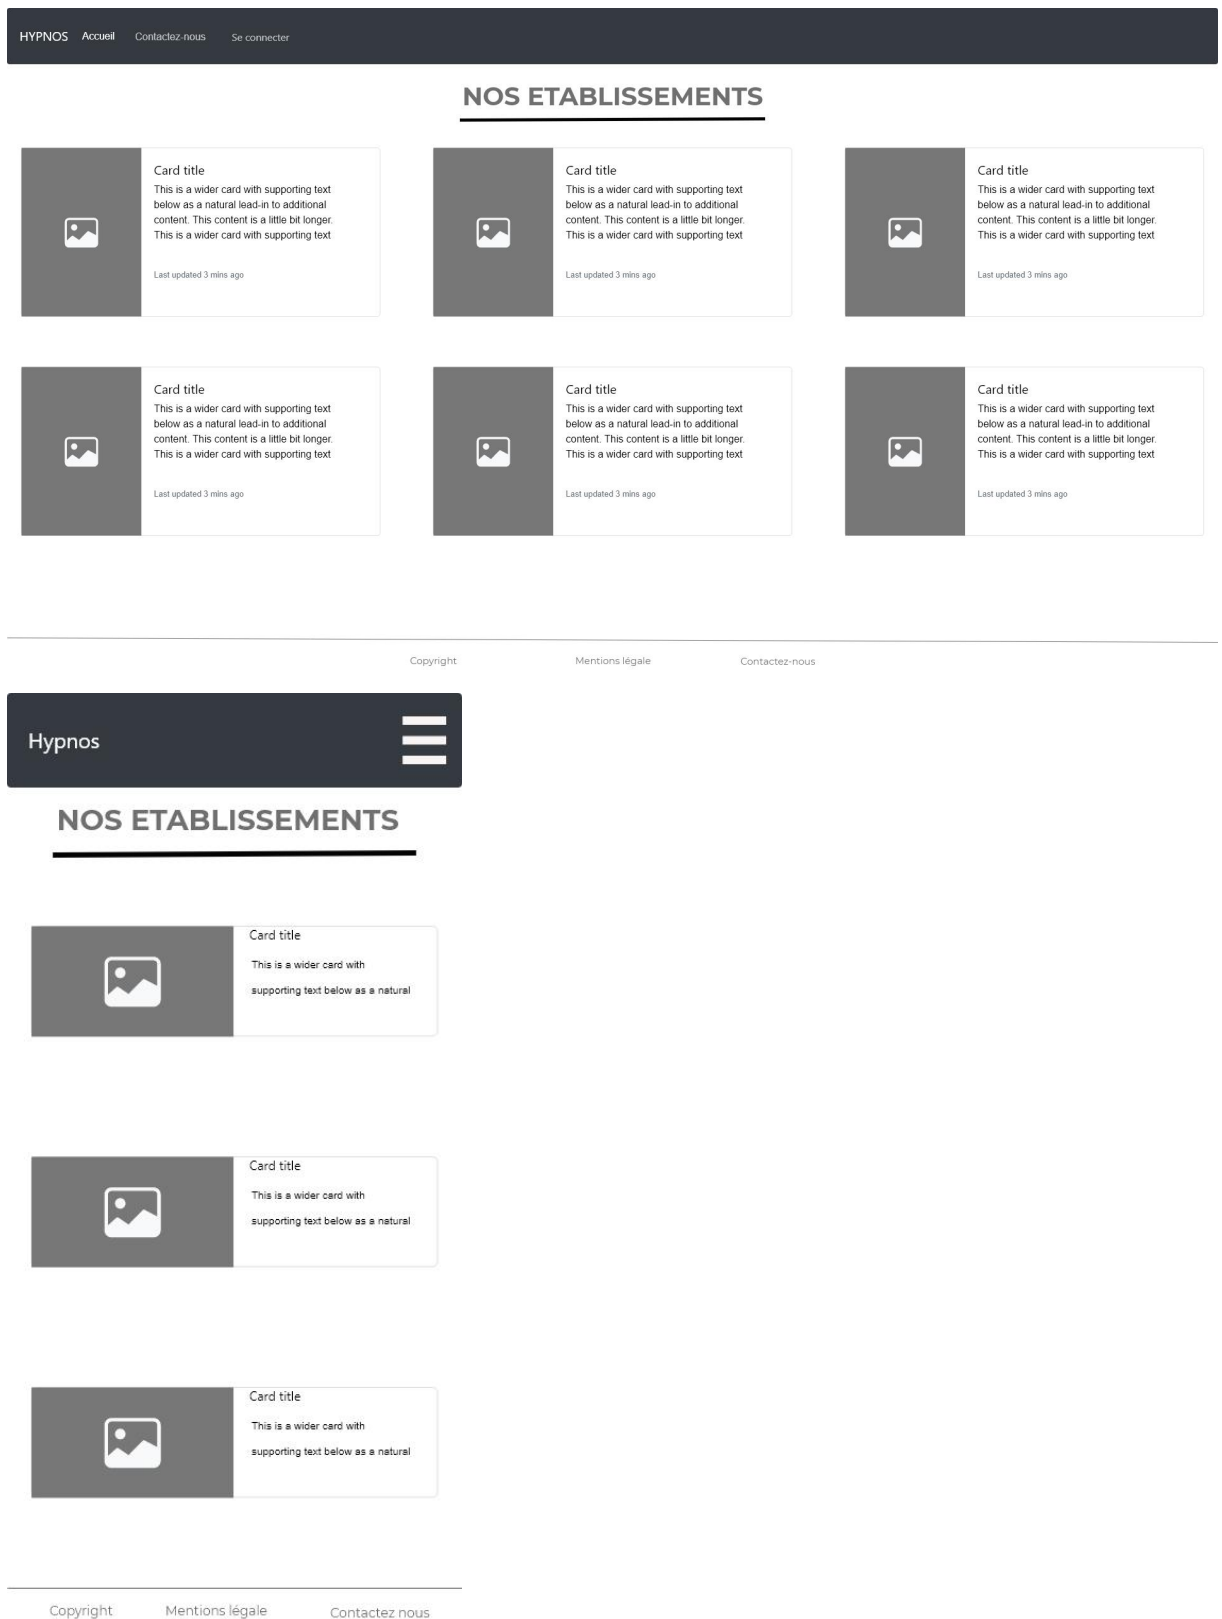 HYPNOS Accueil Contactez-nous Se connecter
NOS ETABLISSEMENTS
Card title
This is a wider card with supporting text
below as a natural lead-in to additional
content. This content is a little bit longer.
This is a wider card with supporting text
Last updated 3 mins ago
Card title
This is a wider card with supporting text
below as a natural lead-in to additional
content. This content is a little bit longer.
This is a wider card with supporting text
Last updated 3 mins ago
Card title
This is a wider card with supporting text
below as a natural lead-in to additional
content. This content is a little bit longer.
This is a wider card with supporting text
Last updated 3 mins ago
Card title
This is a wider card with supporting text
below as a natural lead-in to additional
content. This content is a little bit longer.
This is a wider card with supporting text
Last updated 3 mins ago
Card title
This is a wider card with supporting text
below as a natural lead-in to additional
content. This content is a little bit longer.
This is a wider card with supporting text
Last updated 3 mins ago
Card title
This is a wider card with supporting text
below as a natural lead-in to additional
content. This content is a little bit longer.
This is a wider card with supporting text
Last updated 3 mins ago
Copyright Mentions légale Contactez-nous
Hypnos
NOS ETABLISSEMENTS
Card title
This is a wider card with
supporting text below as a natural
Card title
This is a wider card with
supporting text below as a natural
Card title
This is a wider card with
supporting text below as a natural
Copyright Mentions légale Contactez nous